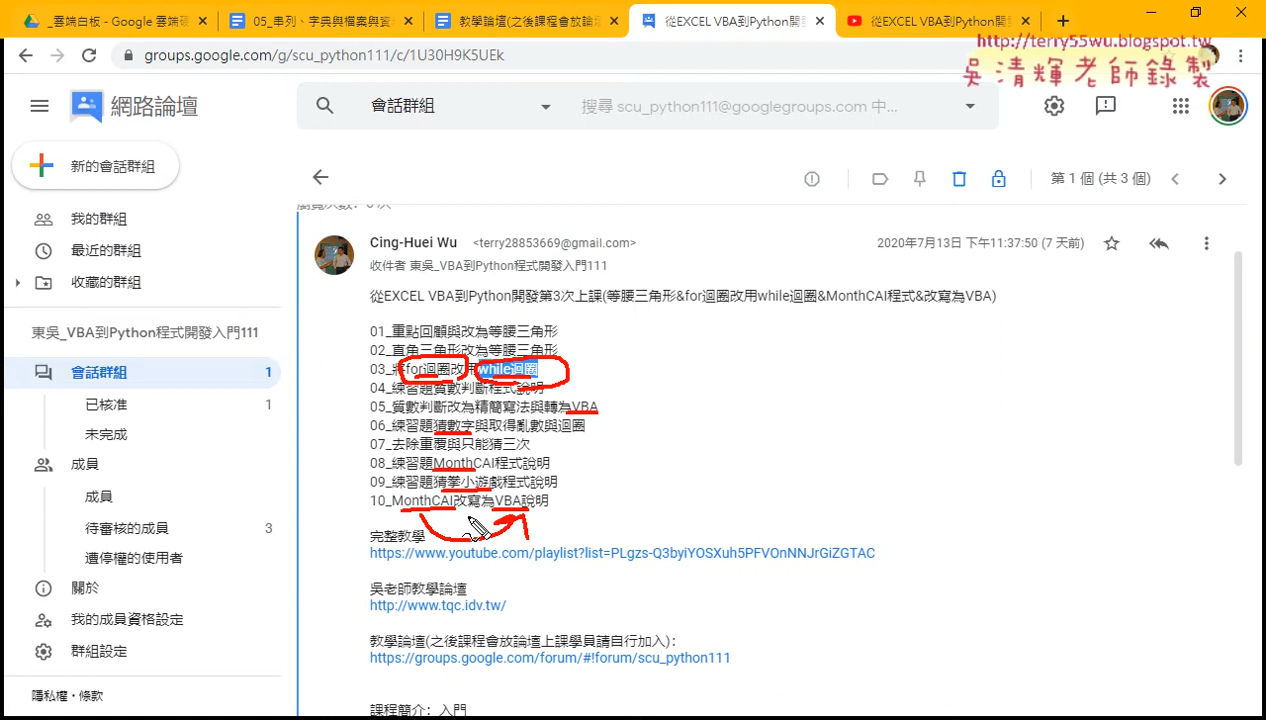 _雲端白板 - Google 雲端硬
05_串列、字典與檔案與資
教學論壇(之後課程會放論壇
從EXCEL VBA到Python開發
從EXCEL VBA到Python開
groups.google.com/g/scu_python111/c/1U30H9K5UEk
http://terry55wu.blogspot.tw
吳清輝老師錄製
網路論壇
會話群組
搜尋 scu_python111@googlegroups.com 中...
新的會話群組
第 1 個 (共 3 個)
我的群組
最近的群組
收藏的群組
東吳_VBA到Python程式開發入門111
會話群組 1
已核准 1
未完成
成員
成員
待審核的成員 3
遭停權的使用者
關於
我的成員資格設定
群組設定
隱私權・條款
Cing-Huei Wu <terry28853669@gmail.com>
2020年7月13日 下午11:37:50 (7 天前)
收件者 東吳_VBA到Python程式開發入門111
從EXCEL VBA到Python開發第3次上課(等腰三角形&for迴圈改用while迴圈&MonthCAI程式&改寫為VBA)
01_重點回顧與改為等腰三角形
02_直角三角形改為等腰三角形
03_將for迴圈改用while迴圈
04_練習題質數判斷程式說明
05_質數判斷改為精簡寫法與轉為VBA
06_練習題猜數字與取得亂數與迴圈
07_去除重覆與只能猜三次
08_練習題MonthCAI程式說明
09_練習題猜拳小遊戲程式說明
10_MonthCAI改寫為VBA說明
完整教學
https://www.youtube.com/playlist?list=PLgzs-Q3byiYOSXuh5PFVOnNNJrGiZGTAC
吳老師教學論壇
http://www.tqc.idv.tw/
教學論壇(之後課程會放論壇上課學員請自行加入):
https://groups.google.com/forum/#!forum/scu_python111
課程簡介: 入門